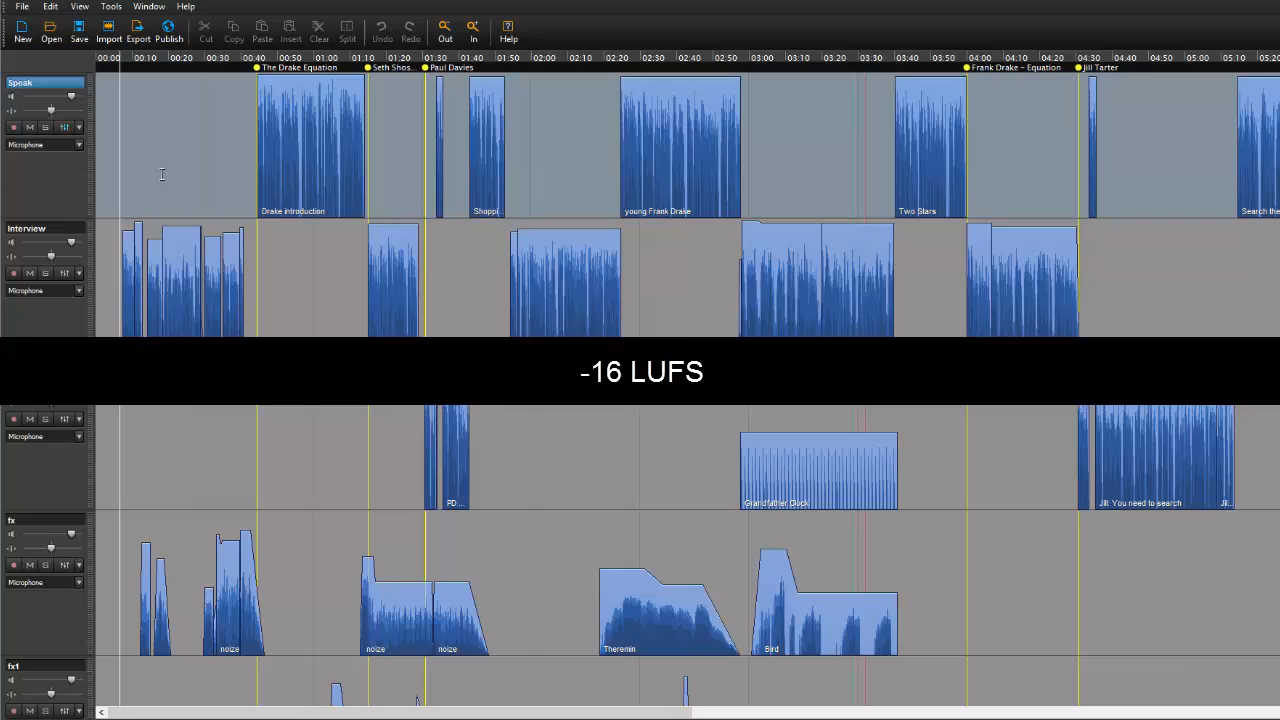 File Edit View Tools Window Help
New Open Save Import Export Publish Cut Copy Paste Insert Clear Split Undo Redo Out In Help
00:00 00:10 00:20 00:30 00:40 00:50 01:00 01:10 01:20 01:30 01:40 01:50 02:00 02:10 02:20 02:30 02:40 02:50 03:00 03:10 03:20 03:30 03:40 03:50 04:00 04:10 04:20 04:30 04:40 04:50 05:00 05:10 05:20
The Drake Equation Seth Shos... Paul Davies Frank Drake - Equation Jill Tarter
Speak
M S
Microphone
Drake introduction Shoppi... young Frank Drake Two Stars Search the
Interview
M S
Microphone
-16 LUFS
M S
Microphone
PD... Grandfather Clock Jill: You need to search Jil...
fx
M S
Microphone
noize noize noize Theremin Bird
fx1
M S